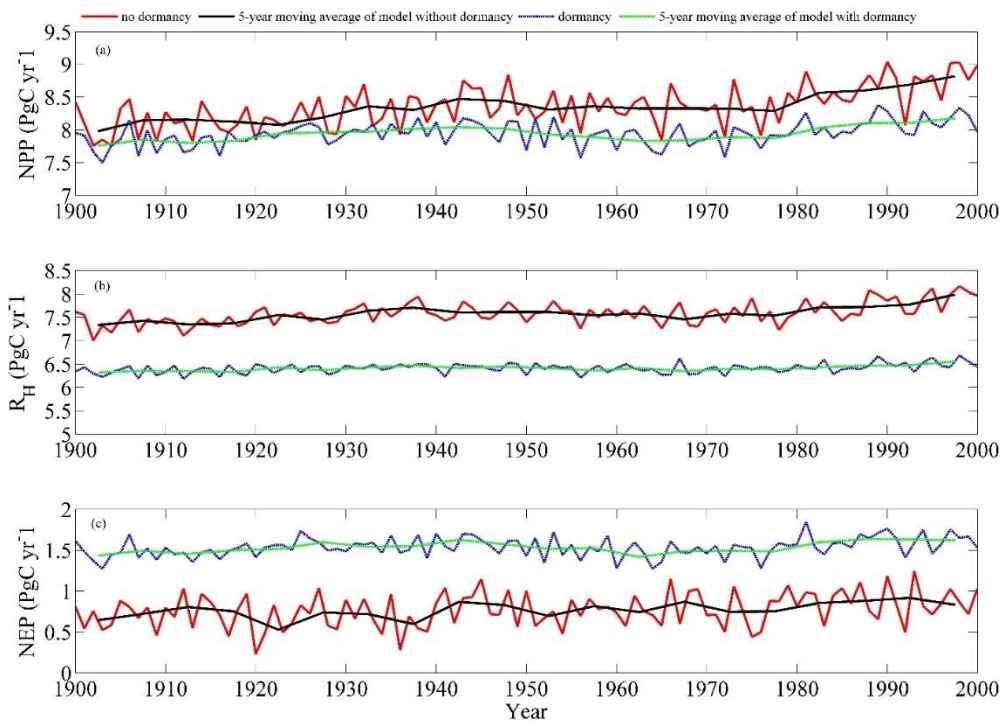 no dormancy 5-year moving average of model without dormancy dormancy 5-year moving average of model with dormancy
(a)
NPP (PgC yr-1
9.5
9
8.5
8
7.5
7
1900 1910 1920 1930 1940 1950 1960 1970 1980 1990 2000
(b)
RH (PgC yr-1
8.5
8
7.5
7
6.5
6
5.5
5
1900 1910 1920 1930 1940 1950 1960 1970 1980 1990 2000
(c)
NEP (PgC yr-1
2
1.5
1
0.5
0
1900 1910 1920 1930 1940 1950 1960 1970 1980 1990 2000
Year